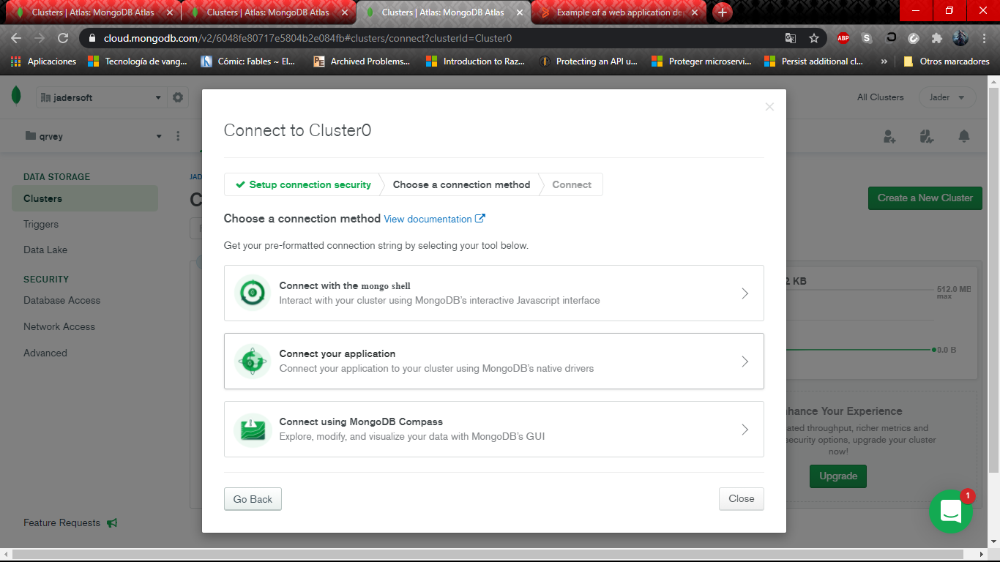 Clusters | Atlas: MongoDB Atlas
Clusters | Atlas: MongoDB Atlas
Clusters | Atlas: MongoDB Atlas
Example of a web application de
cloud.mongodb.com/v2/6048fe80717e5804b2e084fb#clusters/connect?clusterId=Cluster0
ABP
Aplicaciones
Tecnología de vang...
Cómic: Fables ~ El...
Archived Problems...
Introduction to Raz...
Protecting an API u...
Proteger microservi...
Persist additional cl...
»
Otros marcadores
jadersoft
All Clusters
Jader
qrvey
DATA STORAGE
Clusters
Triggers
Data Lake
SECURITY
Database Access
Network Access
Advanced
Feature Requests
JAD
C
Create a New Cluster
Connect to Cluster0
Setup connection security
Choose a connection method
Connect
Choose a connection method View documentation
Get your pre-formatted connection string by selecting your tool below.
Connect with the mongo shell
Interact with your cluster using MongoDB's interactive Javascript interface
Connect your application
Connect your application to your cluster using MongoDB's native drivers
Connect using MongoDB Compass
Explore, modify, and visualize your data with MongoDB's GUI
Go Back
Close
2 KB
512.0 MB
max
0.0 B
hance Your Experience
ated throughput, richer metrics and
security options, upgrade your cluster
now!
Upgrade
1